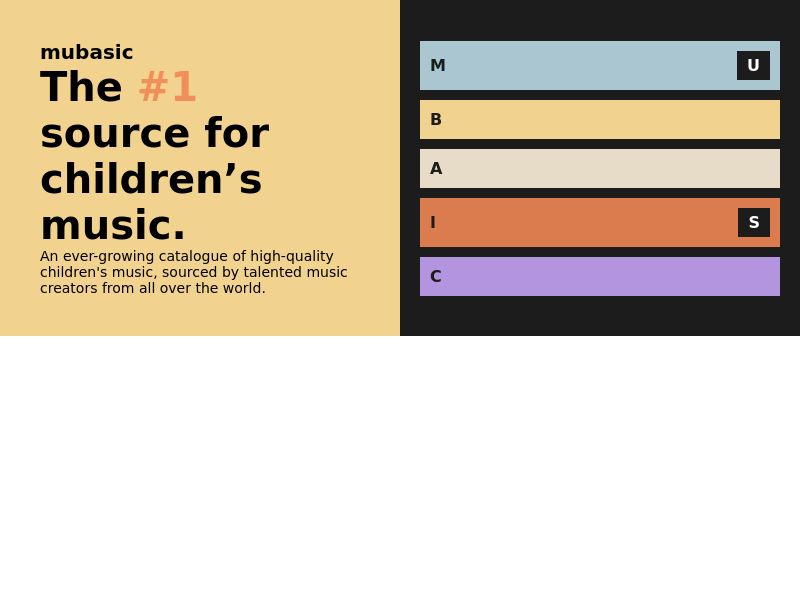 mubasic
The #1
source for
children’s
music.
An ever-growing catalogue of high-quality
children's music, sourced by talented music
creators from all over the world.
M U
B
A
I S
C